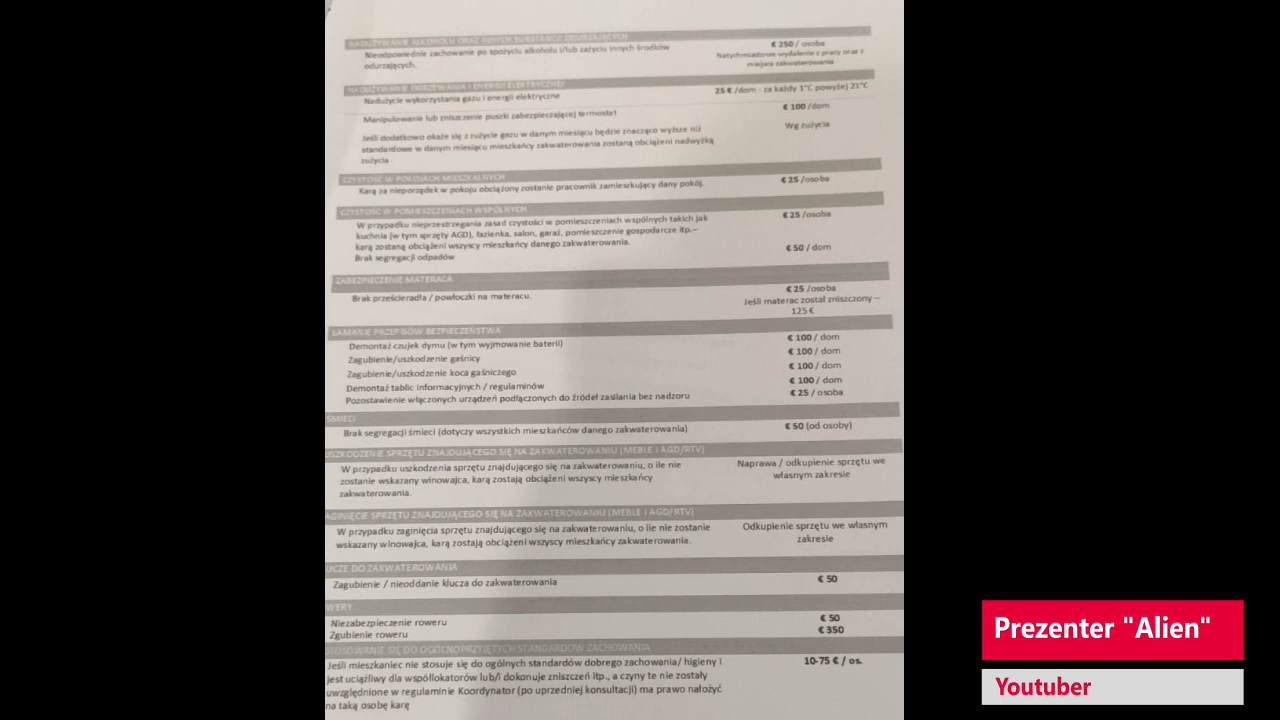 NADUŻYWANIE ALKOHOLU ORAZ INNYCH SUBSTANCJI ODURZAJĄCYCH
Nieodpowiednie zachowanie po spożyciu alkoholu i/lub zażyciu innych środków € 250 / osoba
odurzających. Natychmiastowe wydalenie z pracy oraz z
miejsca zakwaterowania
NADUŻYWANIE OGRZEWANIA I ENERGII ELEKTRYCZNEJ
Nadużycie wykorzystania gazu i energii elektryczne 25 € /dom - za każdy 1°C powyżej 21°C
Manipulowanie lub zniszczenie puszki zabezpieczającej termostat € 100 /dom
Jeśli dodatkowo okaże się z zużycie gazu w danym miesiącu będzie znacząco wyższe niż Wg zużycia
standardowe w danym miesiącu mieszkańcy zakwaterowania zostaną obciążeni nadwyżką
zużycia
CZYSTOŚĆ W POKOJACH MIESZKALNYCH
Karą za nieporządek w pokoju obciążony zostanie pracownik zamieszkujący dany pokój. € 25 /osoba
CZYSTOŚĆ W POMIESZCZENIACH WSPÓLNYCH
W przypadku nieprzestrzegania zasad czystości w pomieszczeniach wspólnych takich jak € 25 /osoba
kuchnia (w tym sprzęty AGD), łazienka, salon, garaż, pomieszczenie gospodarcze itp.–
karą zostaną obciążeni wszyscy mieszkańcy danego zakwaterowania.
Brak segregacji odpadów € 50 / dom
ZABEZPIECZENIE MATERACA
Brak prześcieradła / powłoczki na materacu. € 25 /osoba
Jeśli materac został zniszczony –
125 €
ŁAMANIE PRZEPISÓW BEZPIECZEŃSTWA
Demontaż czujek dymu (w tym wyjmowanie baterii) € 100 / dom
Zagubienie/uszkodzenie gaśnicy € 100 / dom
Zagubienie/uszkodzenie koca gaśniczego € 100 / dom
Demontaż tablic informacyjnych / regulaminów € 100 / dom
Pozostawienie włączonych urządzeń podłączonych do źródeł zasilania bez nadzoru € 25 / osoba
ŚMIECI
Brak segregacji śmieci (dotyczy wszystkich mieszkańców danego zakwaterowania) € 50 (od osoby)
USZKODZENIE SPRZĘTU ZNAJDUJĄCEGO SIĘ NA ZAKWATEROWANIU (MEBLE I AGD/RTV)
W przypadku uszkodzenia sprzętu znajdującego się na zakwaterowaniu, o ile nie Naprawa / odkupienie sprzętu we
zostanie wskazany winowajca, karą zostają obciążeni wszyscy mieszkańcy własnym zakresie
zakwaterowania.
AGINIĘCIE SPRZĘTU ZNAJDUJĄCEGO SIĘ NA ZAKWATEROWANIU (MEBLE I AGD/RTV)
W przypadku zaginięcia sprzętu znajdującego się na zakwaterowaniu, o ile nie zostanie Odkupienie sprzętu we własnym
wskazany winowajca, karą zostają obciążeni wszyscy mieszkańcy zakwaterowania. zakresie
UCZE DO ZAKWATEROWANIA
Zagubienie / nieoddanie klucza do zakwaterowania € 50
WERY
Niezabezpieczenie roweru € 50
Zgubienie roweru € 350
STOSOWANIE SIĘ DO OGÓLNOPRZYJĘTYCH STANDARDÓW ZACHOWANIA
Jeśli mieszkaniec nie stosuje się do ogólnych standardów dobrego zachowania/ higieny i 10-75 € / os.
jest uciążliwy dla współlokatorów lub/i dokonuje zniszczeń itp., a czyny te nie zostały
uwzględnione w regulaminie Koordynator (po uprzedniej konsultacji) ma prawo nałożyć
na taką osobę karę
Prezenter "Alien"
Youtuber